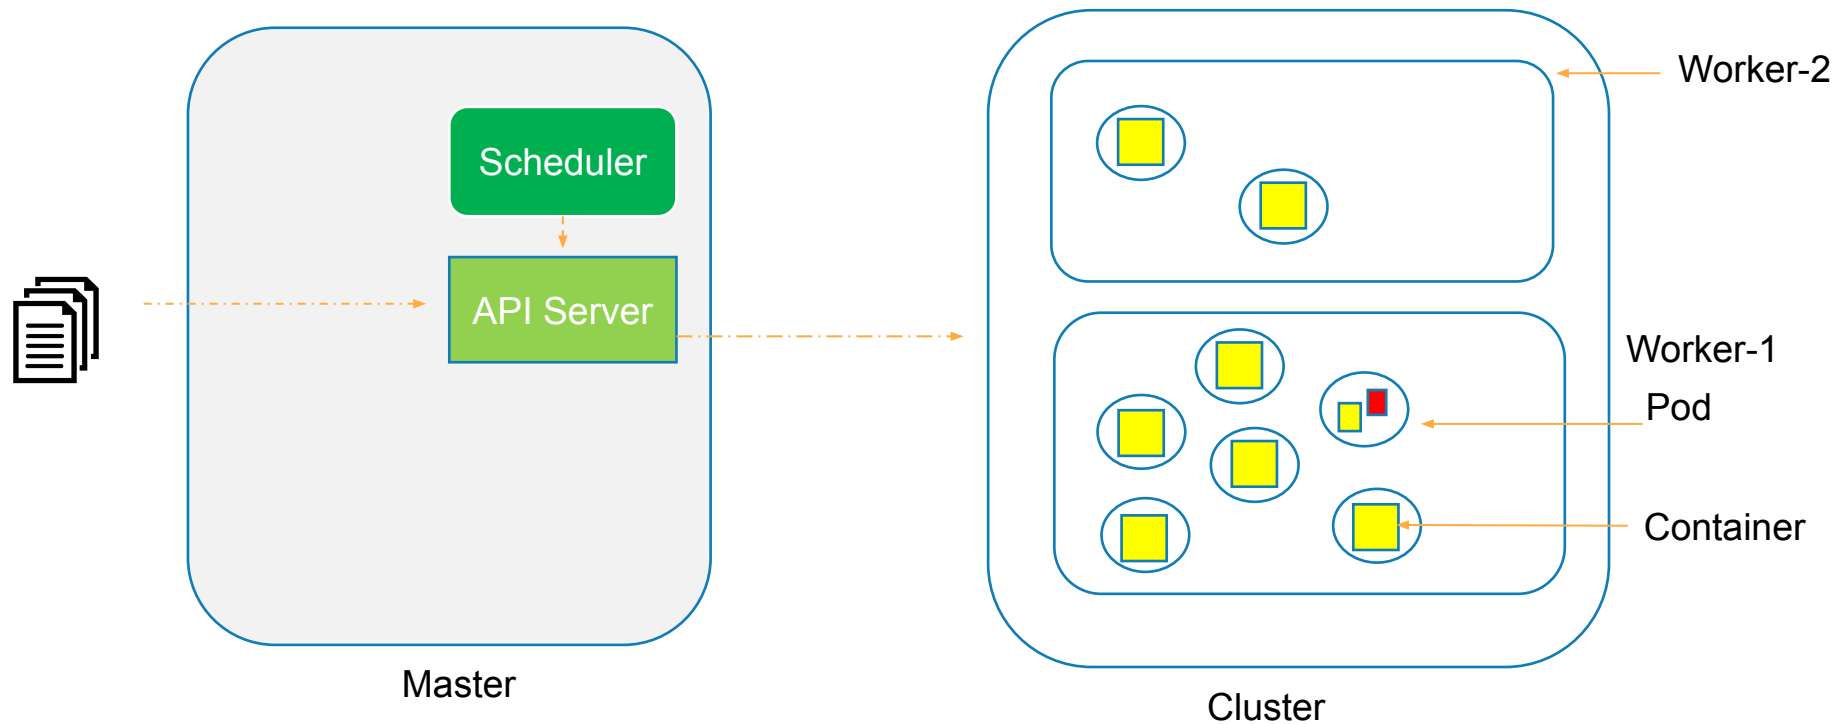 Scheduler
API Server
Master
Worker-2
Worker-1
Pod
Container
Cluster